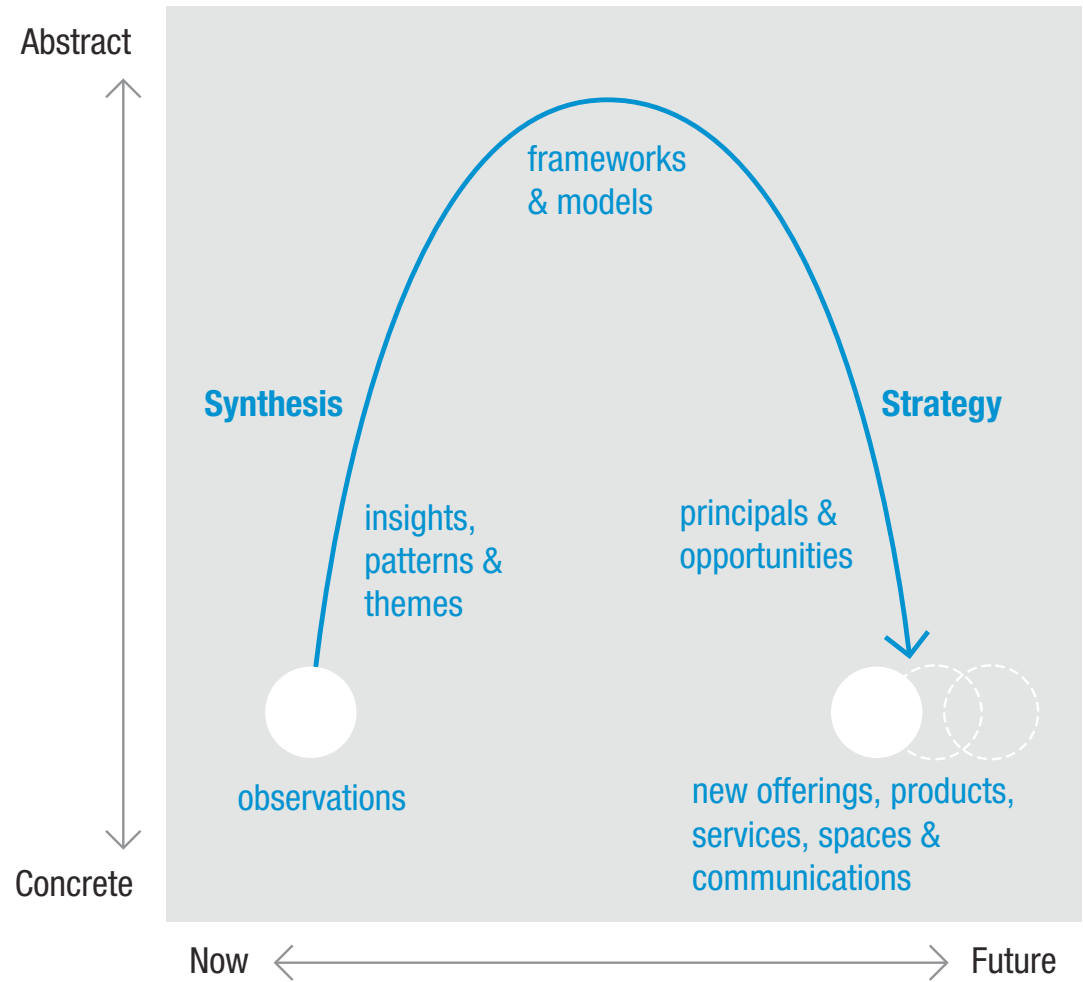 Abstract
frameworks
& models
Synthesis
Strategy
insights,
patterns &
themes
principals &
opportunities
observations
new offerings, products,
services, spaces &
communications
Concrete
Now
Future